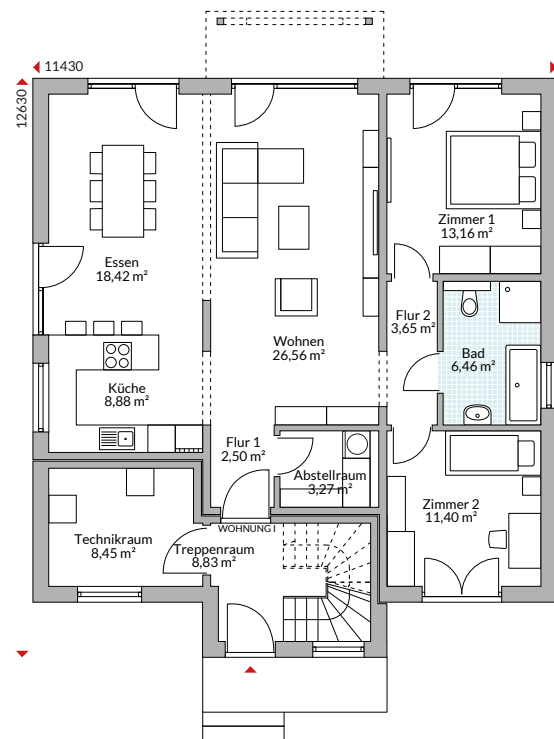 11430
12630
Essen
18,42 m²
Zimmer 1
13,16 m²
Flur 2
3,65 m²
Wohnen
26,56 m²
Bad
6,46 m²
Küche
8,88 m²
Flur 1
2,50 m²
Abstellraum
3,27 m²
Zimmer 2
11,40 m²
WOHNUNG I
Technikraum
8,45 m²
Treppenraum
8,83 m²